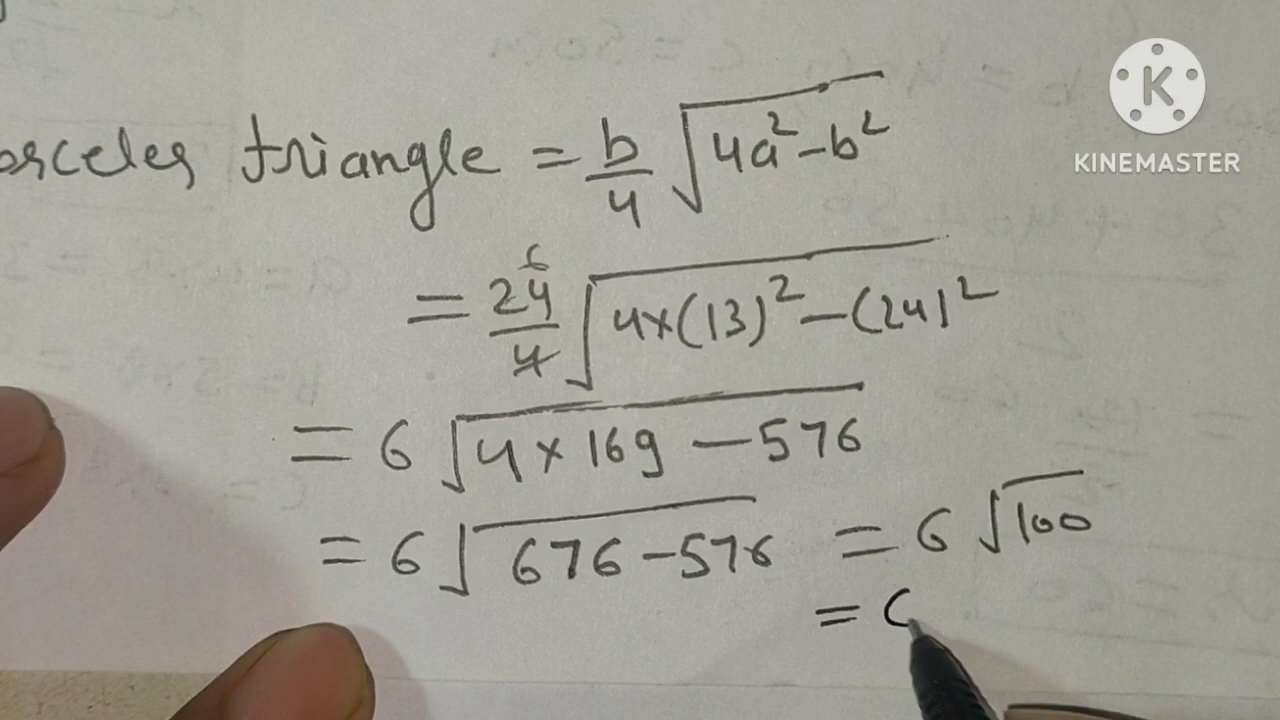 KINEMASTER
triangle = b/4 √(4a² - b²)
= 24/4 6 √(4×(13)² - (24)²
= 6 √(4×169 - 576
= 6 √(676 - 576 = 6 √100
=